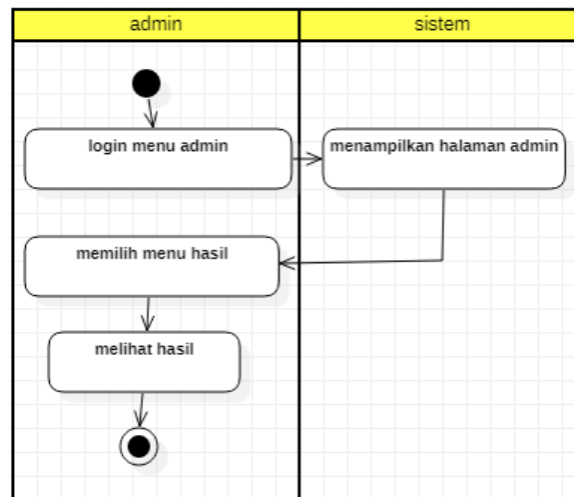 admin
sistem
login menu admin
menampilkan halaman admin
memilih menu hasil
melihat hasil